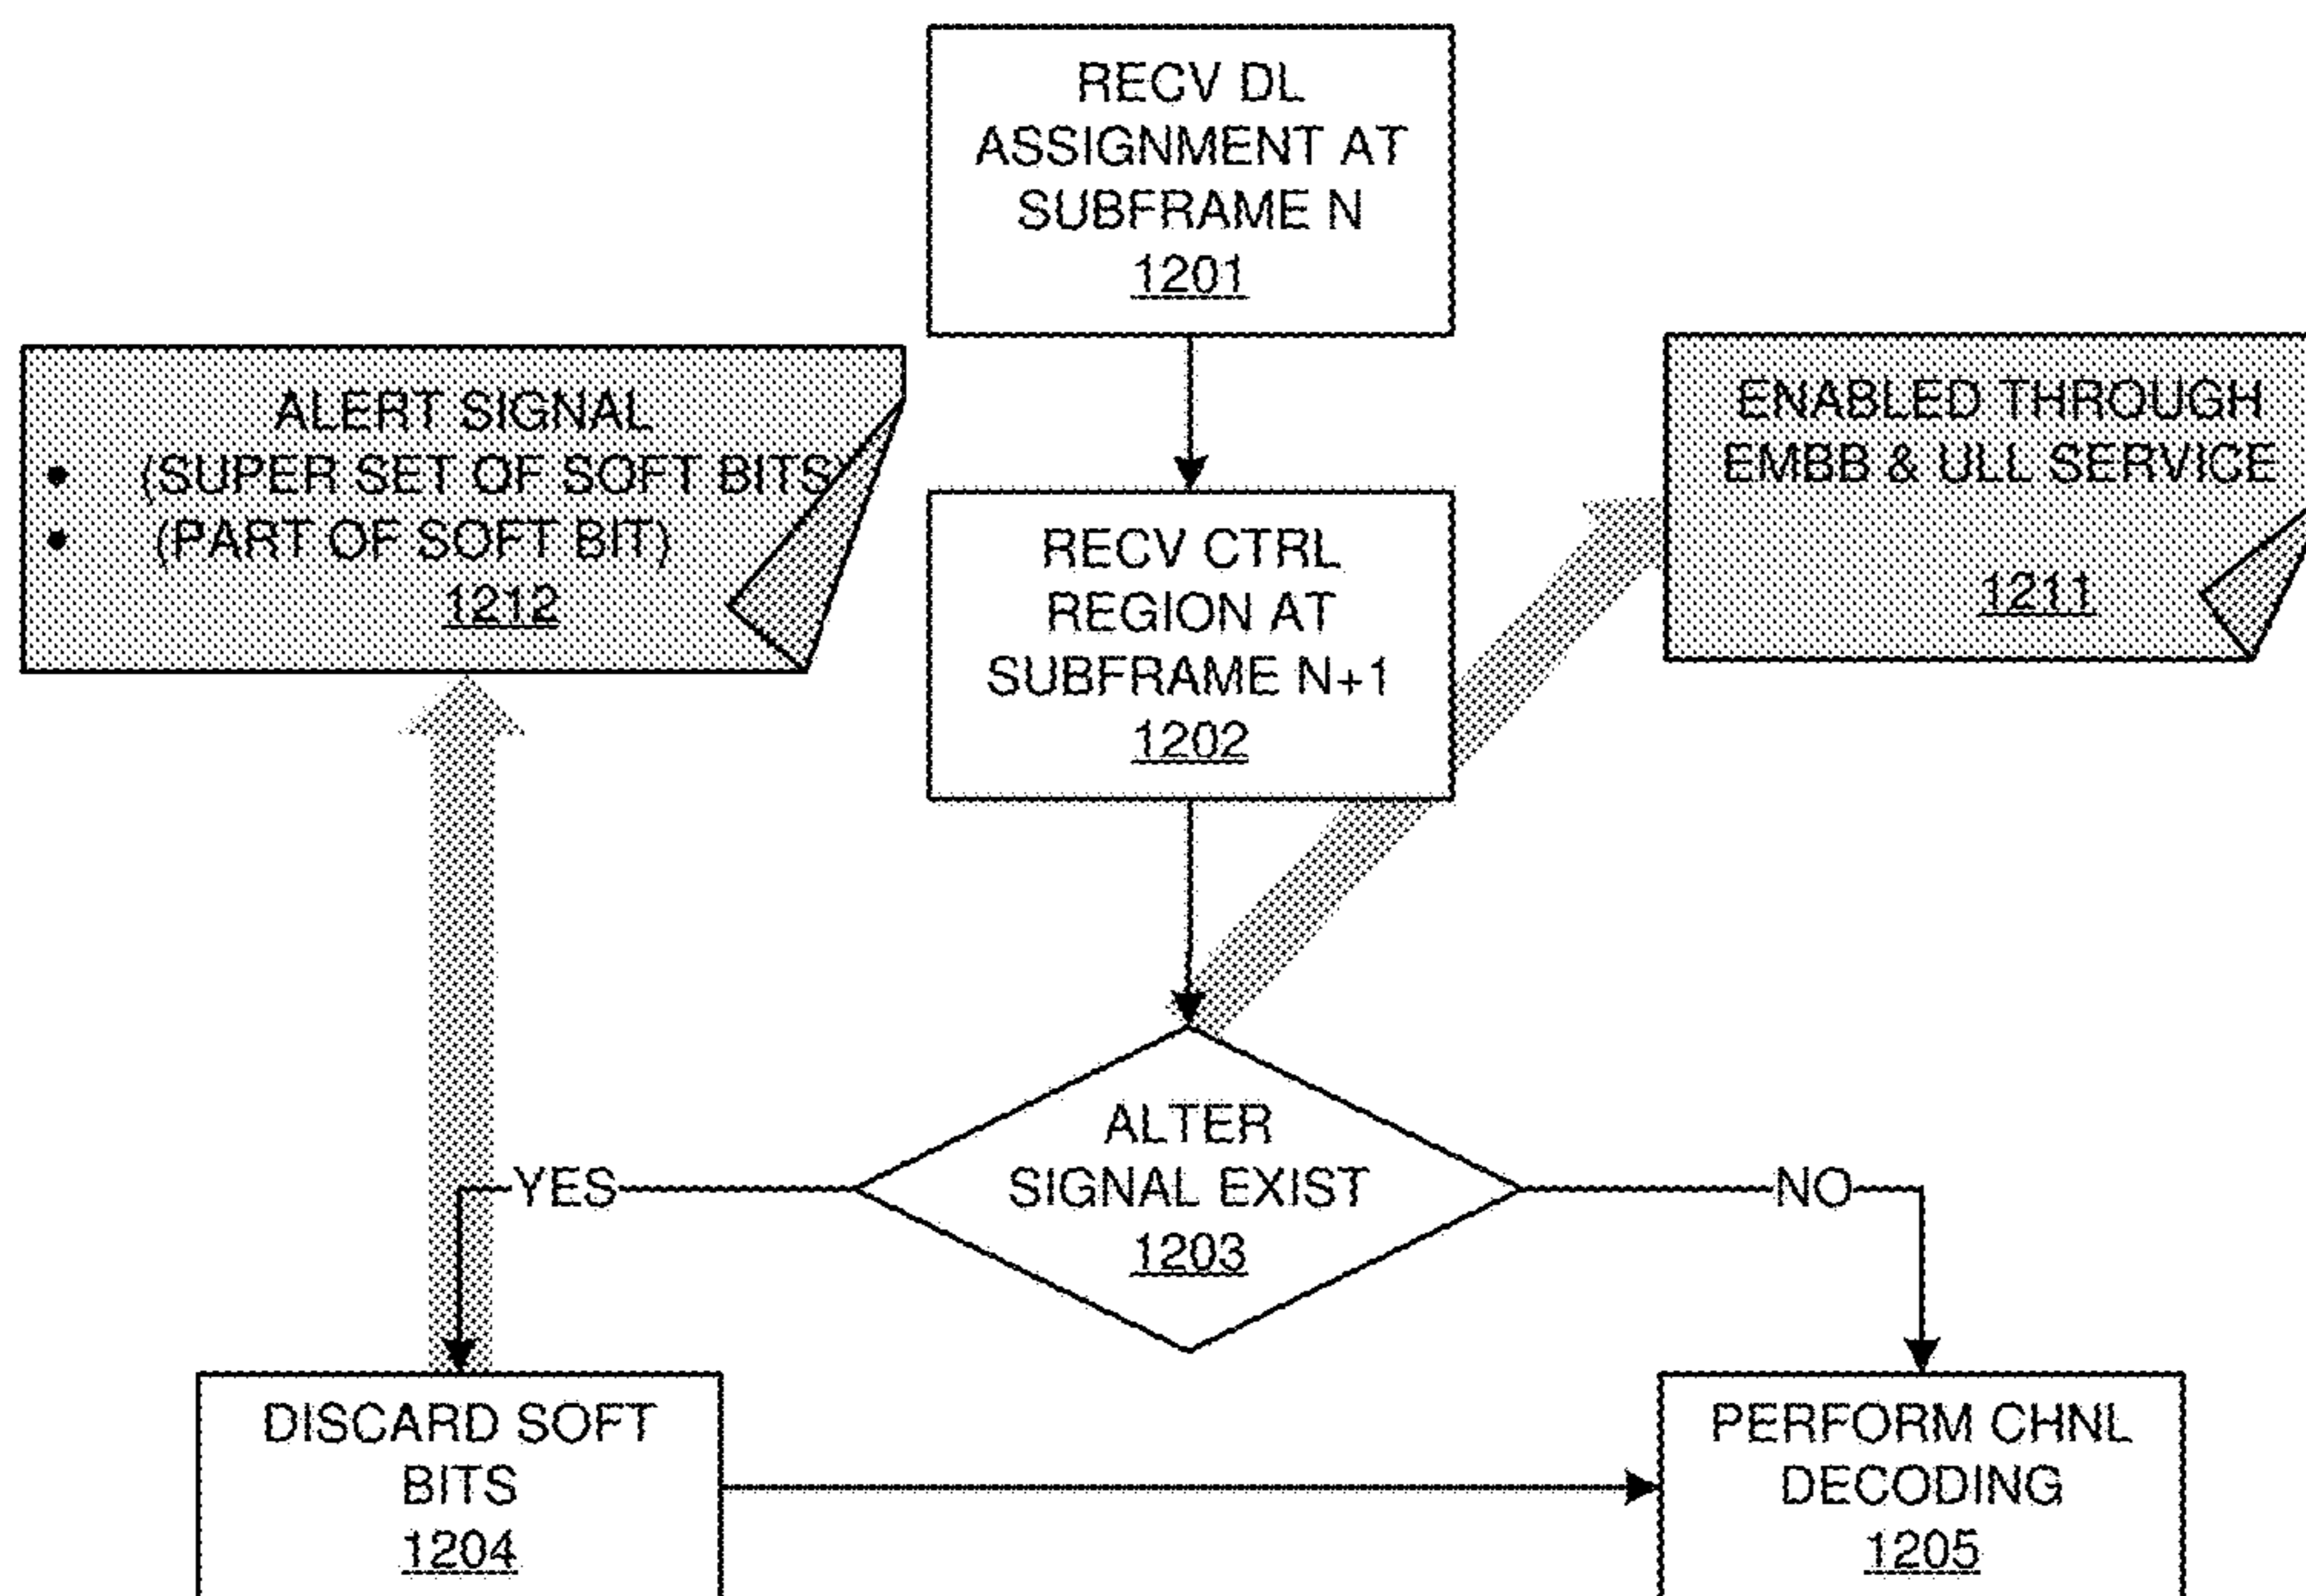 RECV DL
ASSIGNMENT AT
SUBFRAME N
1201
ALERT SIGNAL
• (SUPER SET OF SOFT BITS)
• (PART OF SOFT BIT)
1212
ENABLED THROUGH
EMBB & ULL SERVICE
1211
RECV CTRL
REGION AT
SUBFRAME N+1
1202
ALTER
SIGNAL EXIST
1203
YES
NO
DISCARD SOFT
BITS
1204
PERFORM CHNL
DECODING
1205